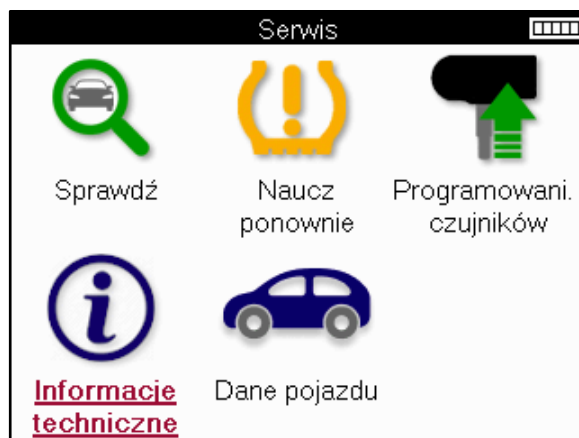 Serwis
Sprawdź
Naucz
ponownie
Programowani.
czujników
Informacje
techniczne
Dane pojazdu